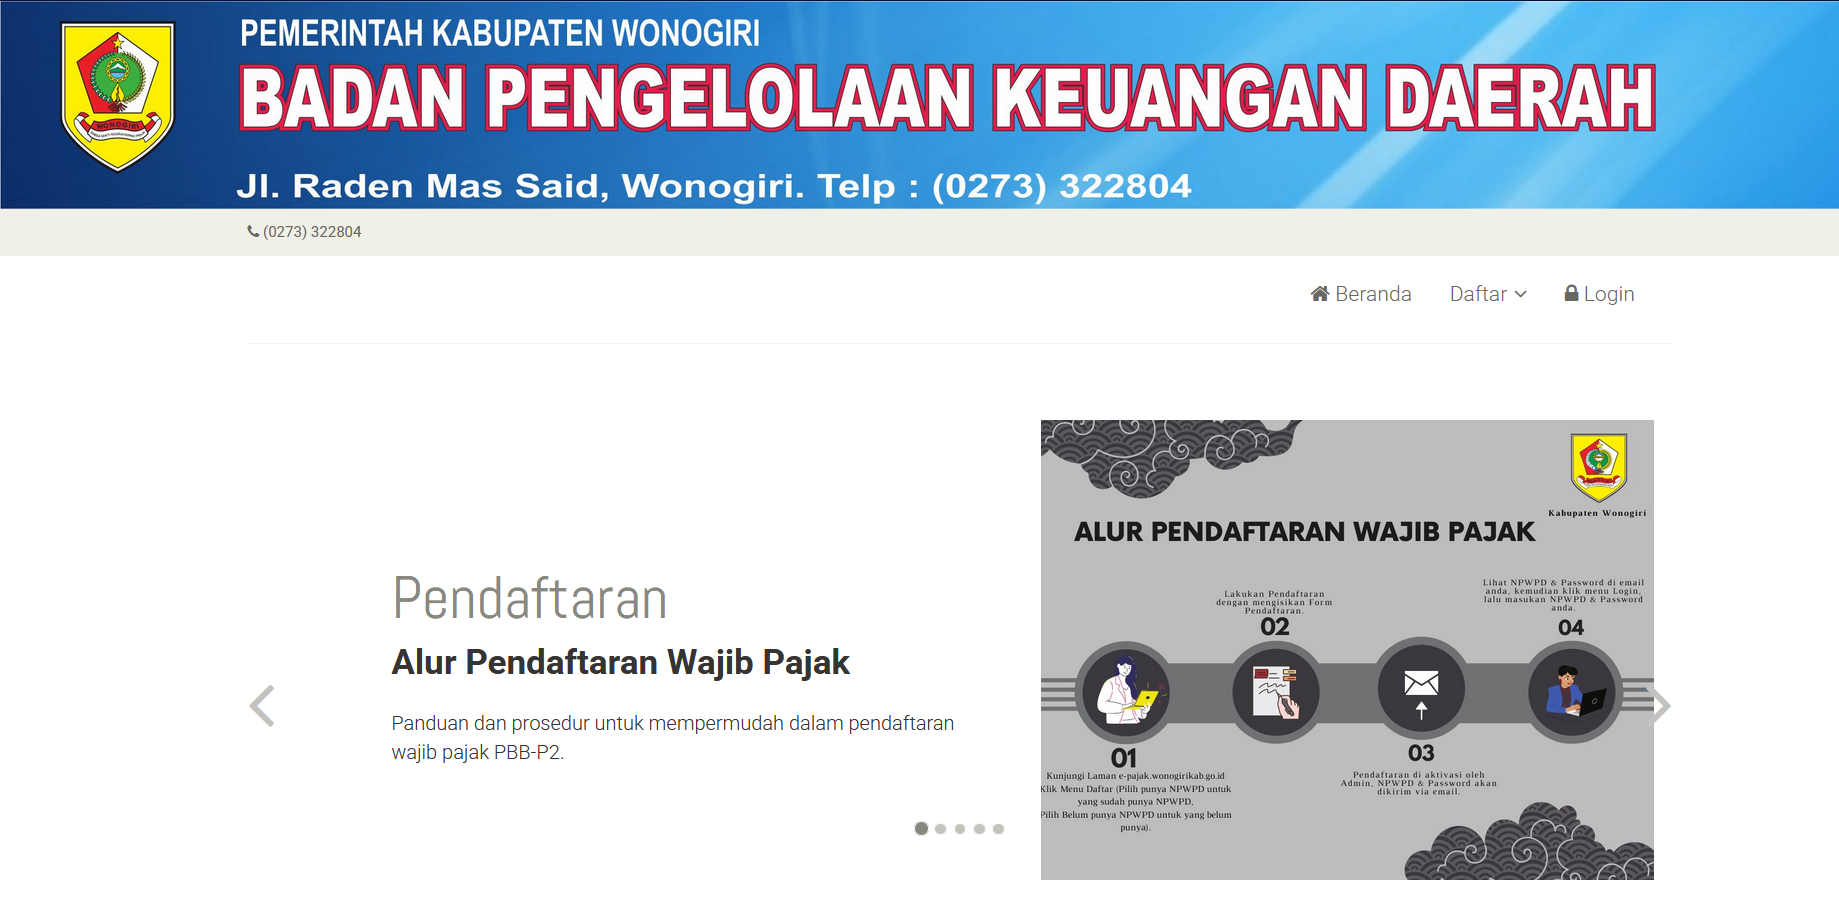 PEMERINTAH KABUPATEN WONOGIRI
BADAN PENGELOLAAN KEUANGAN DAERAH
Jl. Raden Mas Said, Wonogiri. Telp : (0273) 322804
WONOGIRI
(0273) 322804
Beranda
Daftar
Login
Pendaftaran
Alur Pendaftaran Wajib Pajak
Panduan dan prosedur untuk mempermudah dalam pendaftaran
wajib pajak PBB-P2.
Kabupaten Wonogiri
ALUR PENDAFTARAN WAJIB PAJAK
01
Kunjungi Laman e-pajak.wonogirikab.go.id
Klik Menu Daftar (Pilih punya NPWPD untuk
yang sudah punya NPWPD,
Pilih Belum punya NPWPD untuk yang belum
punya).
Lakukan Pendaftaran
dengan mengisikan Form
Pendaftaran.
02
03
Pendaftaran di aktivasi oleh
Admin, NPWPD & Password akan
dikirim via email.
Lihat NPWPD & Password di email
anda, kemudian klik menu Login,
lalu masukan NPWPD & Password
anda.
04